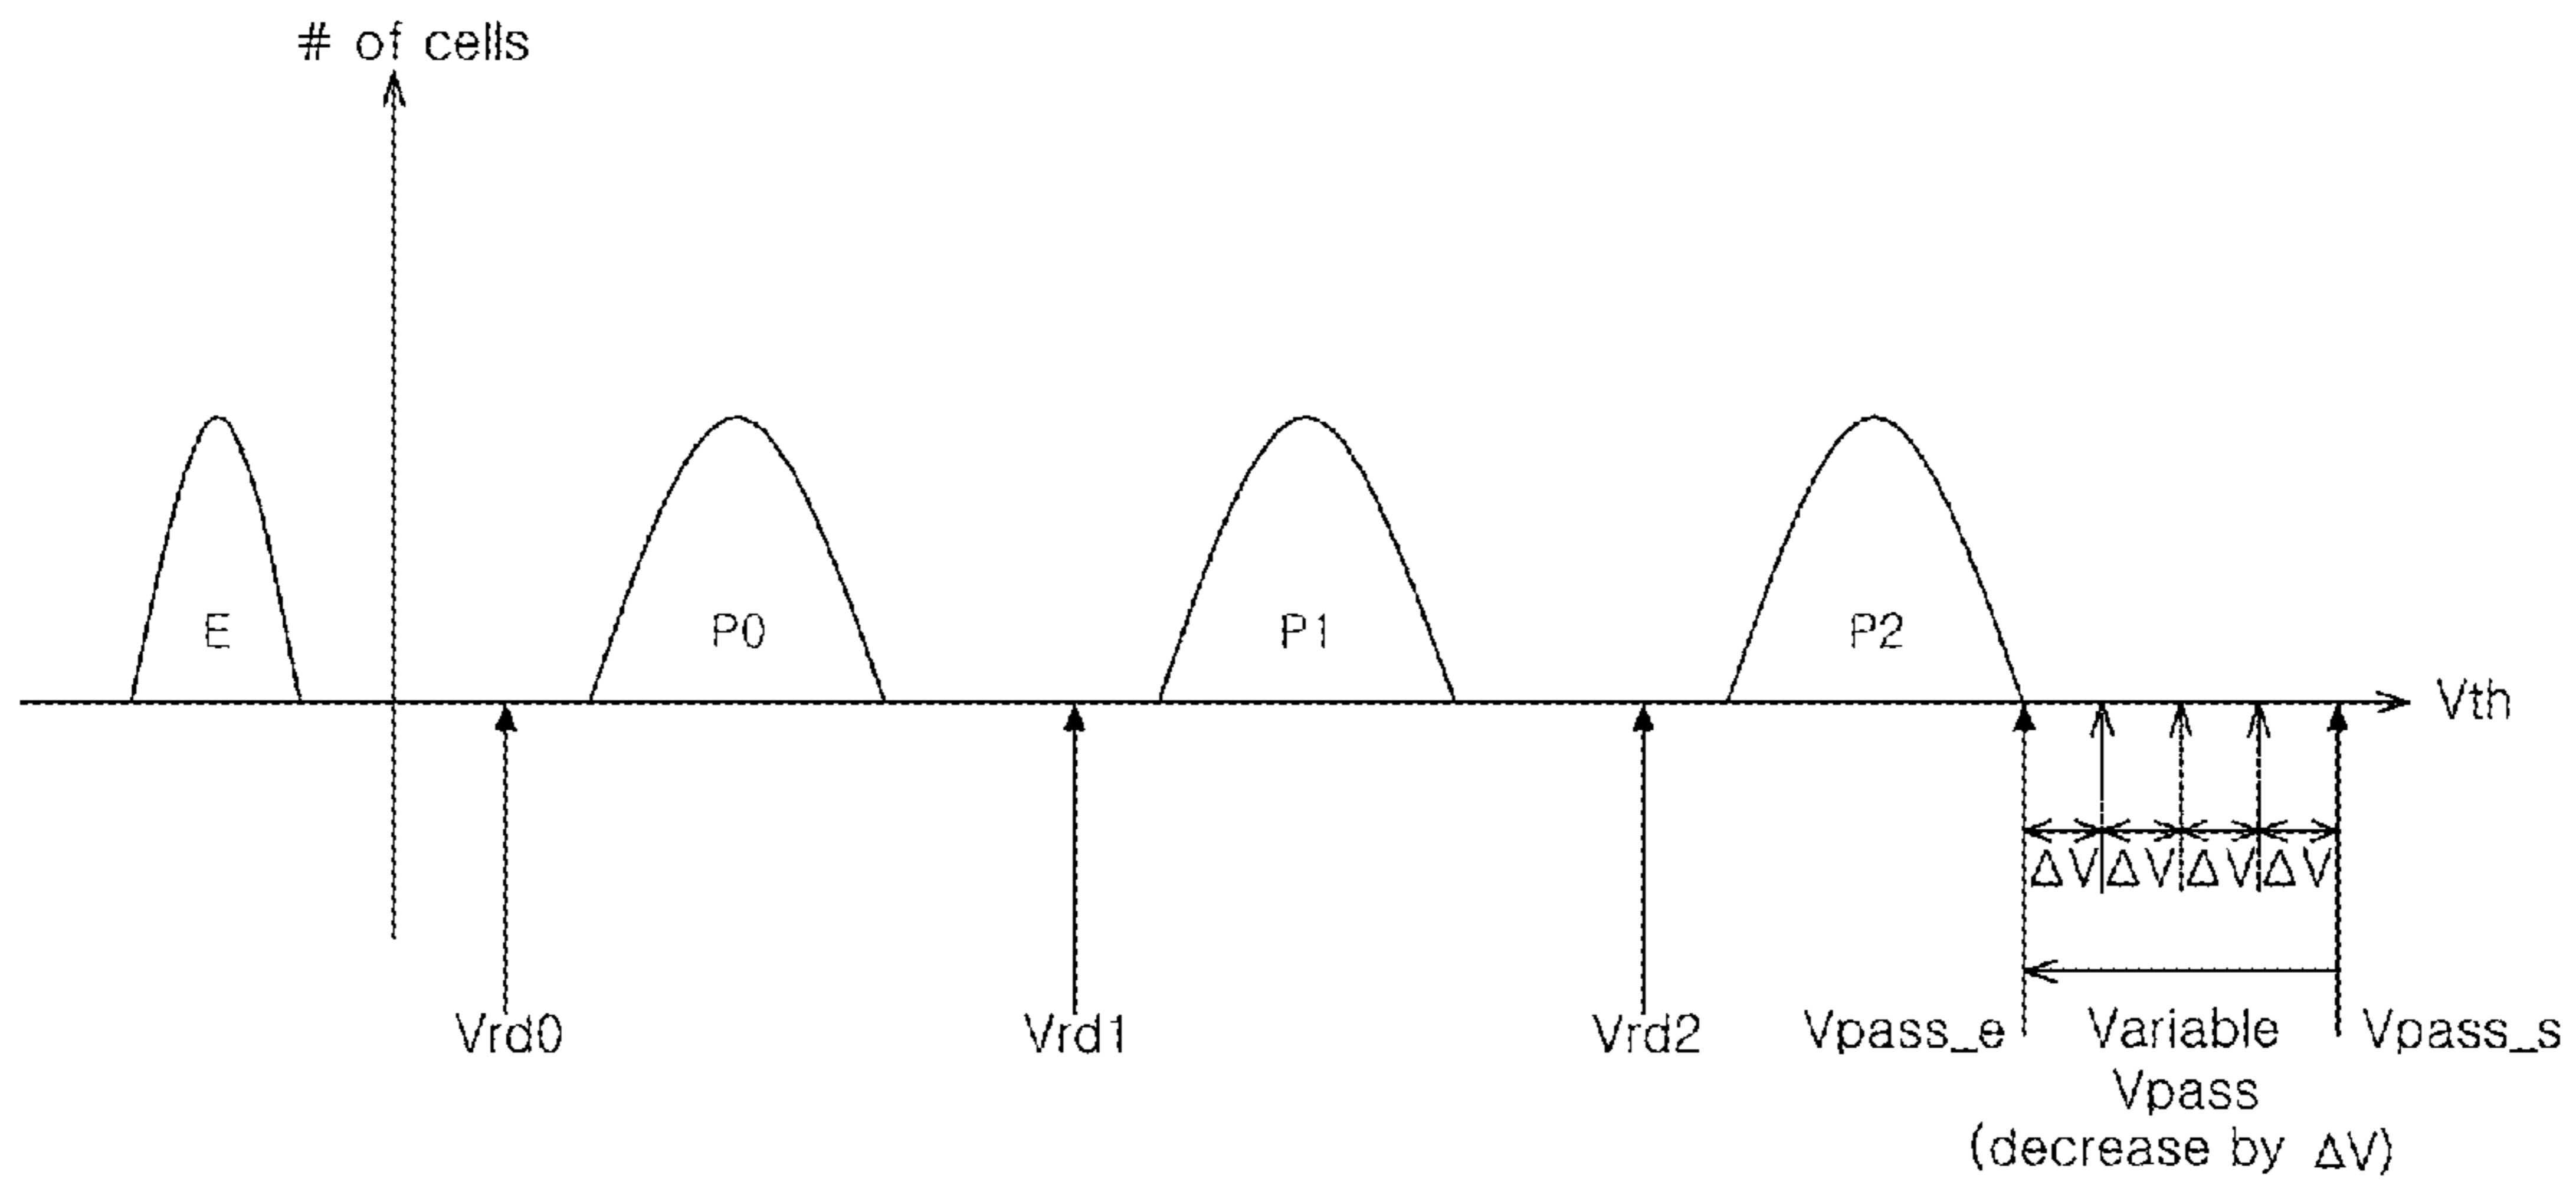 # of cells
E
P0
P1
P2
Vth
ΔV ΔV ΔV ΔV
Vrd0
Vrd1
Vrd2
Vpass_e
Variable
Vpass
(decrease by ΔV)
Vpass_s